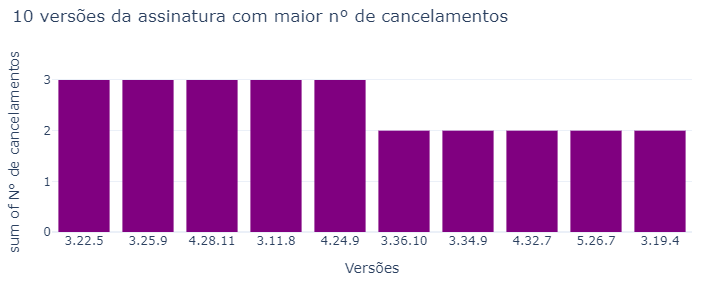 10 versões da assinatura com maior nº de cancelamentos
sum of Nº de cancelamentos
3
2
1
0
3.22.5 3.25.9 4.28.11 3.11.8 4.24.9 3.36.10 3.34.9 4.32.7 5.26.7 3.19.4
Versões